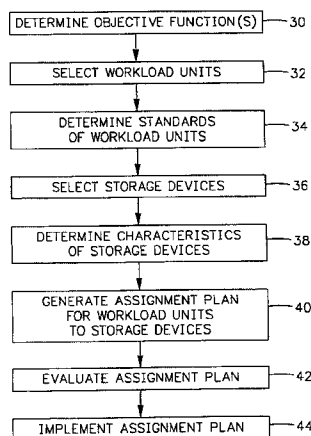 DETERMINE OBJECTIVE FUNCTION(S) 30
SELECT WORKLOAD UNITS 32
DETERMINE STANDARDS
OF WORKLOAD UNITS 34
SELECT STORAGE DEVICES 36
DETERMINE CHARACTERISTICS
OF STORAGE DEVICES 38
GENERATE ASSIGNMENT PLAN
FOR WORKLOAD UNITS 40
TO STORAGE DEVICES
EVALUATE ASSIGNMENT PLAN 42
IMPLEMENT ASSIGNMENT PLAN 44